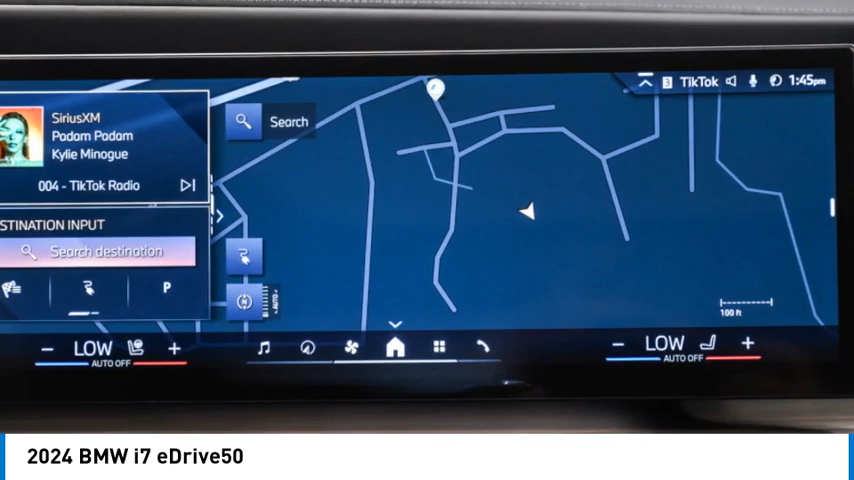 TikTok 1:45pm
SiriusXM
Padam Padam
Kylie Minogue
004 - TikTok Radio
Search
STINATION INPUT
Search destination
P
AUTO
100 ft
− LOW +
AUTO OFF
− LOW +
AUTO OFF
2024 BMW i7 eDrive50